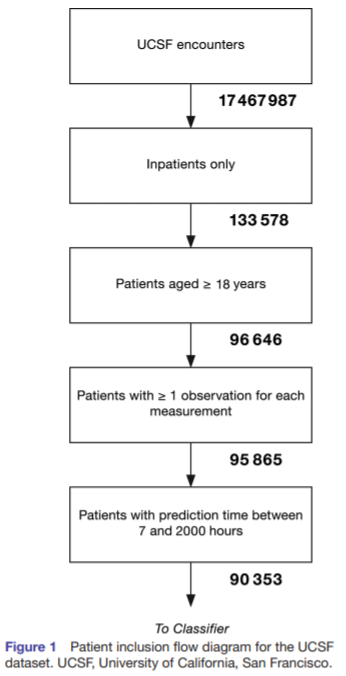 UCSF encounters
17 467 987
Inpatients only
133 578
Patients aged ≥ 18 years
96 646
Patients with ≥ 1 observation for each
measurement
95 865
Patients with prediction time between
7 and 2000 hours
90 353
To Classifier
Figure 1 Patient inclusion flow diagram for the UCSF
dataset. UCSF, University of California, San Francisco.